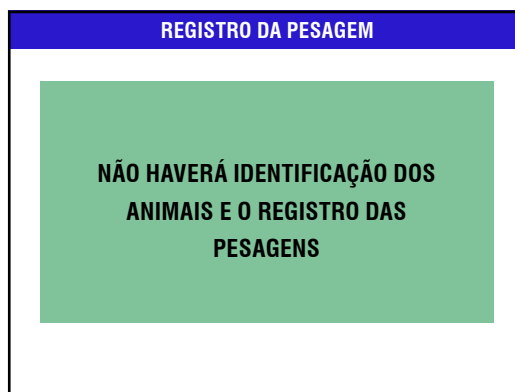 REGISTRO DA PESAGEM
NÃO HAVERÁ IDENTIFICAÇÃO DOS
ANIMAIS E O REGISTRO DAS
PESAGENS